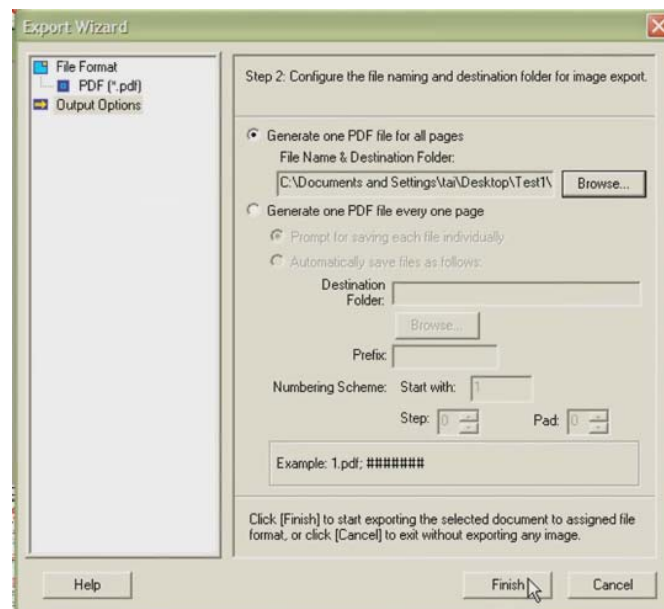 Export Wizard
File Format
PDF (*.pdf)
Output Options
Step 2: Configure the file naming and destination folder for image export.
Generate one PDF file for all pages
File Name & Destination Folder:
C:\Documents and Settings\tai\Desktop\Test1\
Browse...
Generate one PDF file every one page
Prompt for saving each file individually
Automatically save files as follows:
Destination
Folder:
Browse...
Prefix:
Numbering Scheme: Start with: 1
Step: 0 Pad: 0
Example: 1.pdf; #######
Click [Finish] to start exporting the selected document to assigned file
format, or click [Cancel] to exit without exporting any image.
Help Finish Cancel